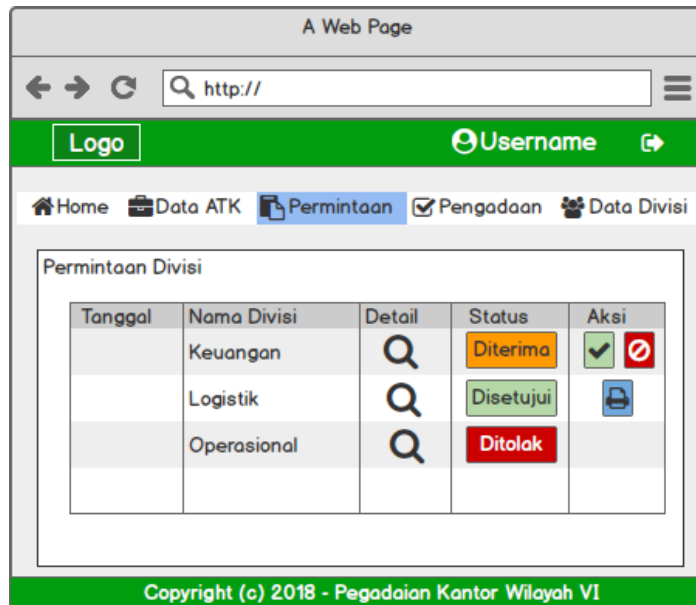 A Web Page
http://
Logo Username
Home Data ATK Permintaan Pengadaan Data Divisi
Permintaan Divisi
Tanggal Nama Divisi Detail Status Aksi
Keuangan Diterima
Logistik Disetujui
Operasional Ditolak
Copyright (c) 2018 - Pegadaian Kantor Wilayah VI